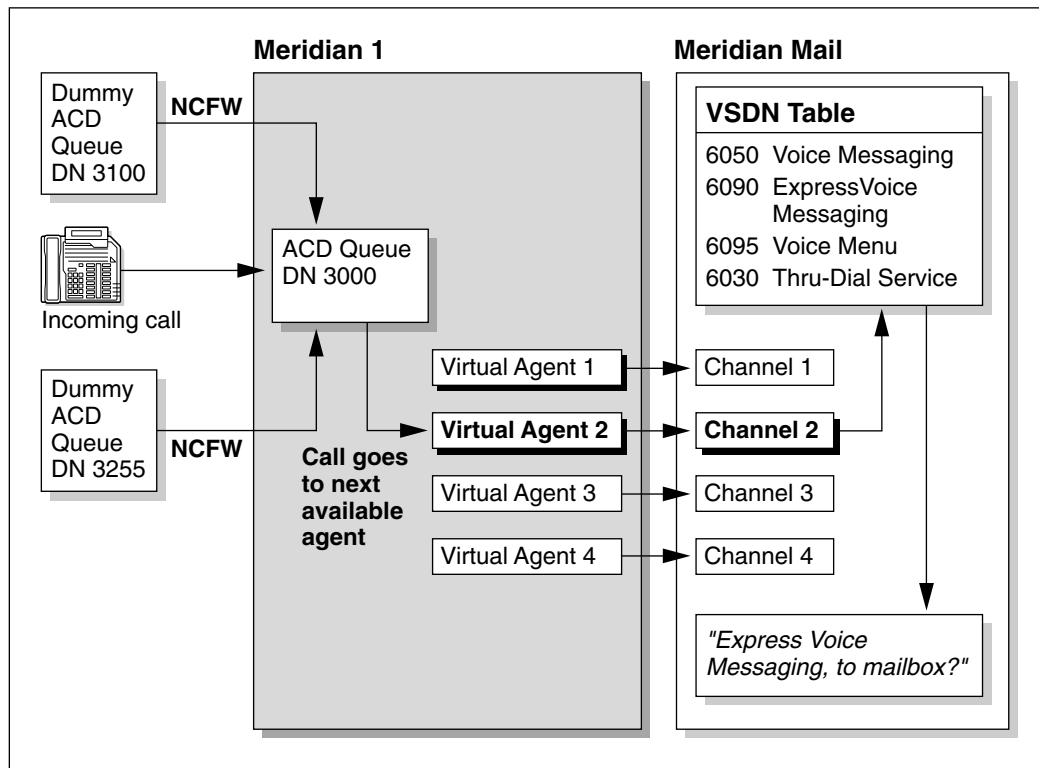 Meridian 1
Meridian Mail
Dummy
ACD
Queue
DN 3100
NCFW
Incoming call
Dummy
ACD
Queue
DN 3255
NCFW
ACD Queue
DN 3000
Call goes
to next
available
agent
Virtual Agent 1
Virtual Agent 2
Virtual Agent 3
Virtual Agent 4
Channel 1
Channel 2
Channel 3
Channel 4
VSDN Table
6050 Voice Messaging
6090 ExpressVoice
Messaging
6095 Voice Menu
6030 Thru-Dial Service
"Express Voice
Messaging, to mailbox?"